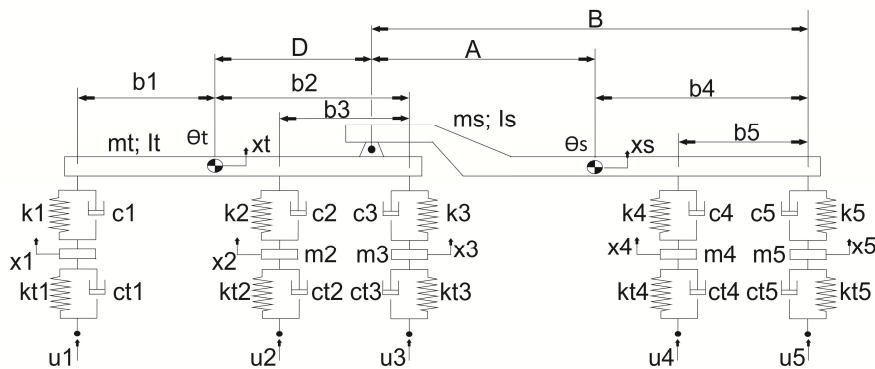 B
D A
b1 b2 b4
b3
ms; Is b5
mt; It θt xt θs xs
k1 c1 k2 c2 c3 k3 k4 c4 c5 k5
x1 x2 m2 m3 x3 x4 m4 m5 x5
kt1 ct1 kt2 ct2 ct3 kt3 kt4 ct4 ct5 kt5
u1 u2 u3 u4 u5